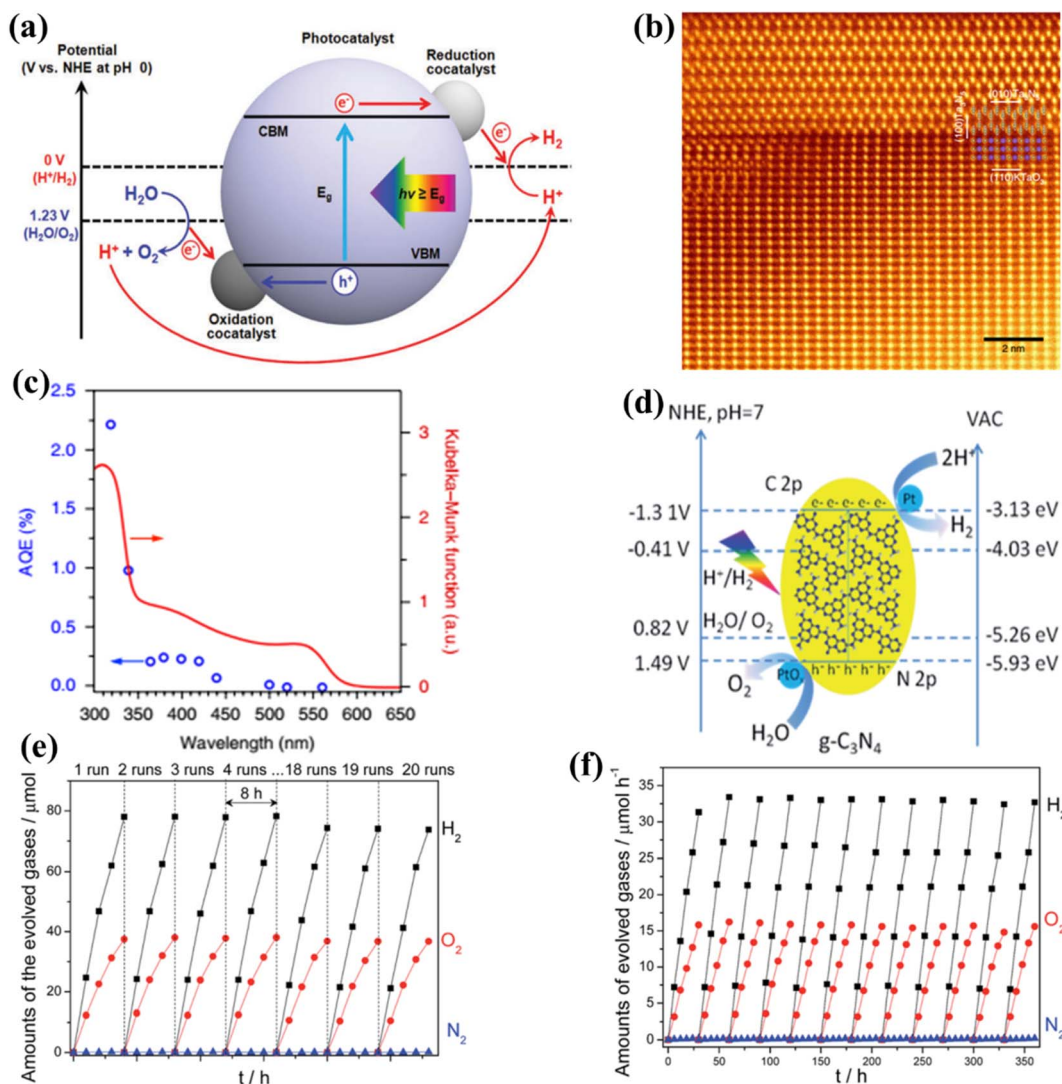 (a)
Potential
(V vs. NHE at pH 0)
Photocatalyst
Reduction
cocatalyst
e-
CBM
e-
H2
0 V
(H+/H2)
H2O
Eg
hν ≥ Eg
H+
1.23 V
(H2O/O2)
H+ + O2
e-
VBM
h+
Oxidation
cocatalyst
(b)
(010)Ta3N5
(100)Ta3N5
2 nm
(c)
2.5
2.0
1.5
1.0
0.5
0.0
AQE (%)
3
2
1
0
Kubelka–Munk function (a.u.)
300 350 400 450 500 550 600 650
Wavelength (nm)
(d)
NHE, pH=7
VAC
2H+
C 2p
e- e- e- e- e-
Pt
-1.3 1V
-3.13 eV
H2
-0.41 V
-4.03 eV
H+/H2
H2O/ O2
0.82 V
-5.26 eV
1.49 V
-5.93 eV
h- h- h- h- h-
N 2p
O2
PtOx
H2O
g-C3N4
(e)
1 run 2 runs 3 runs 4 runs ...18 runs 19 runs 20 runs
8 h
80
60
40
20
0
Amounts of the evolved gases / μmol
H2
O2
N2
t / h
(f)
35
30
25
20
15
10
5
0
Amounts of evolved gases / μmol h-1
H2
O2
N2
0 50 100 150 200 250 300 350
t / h